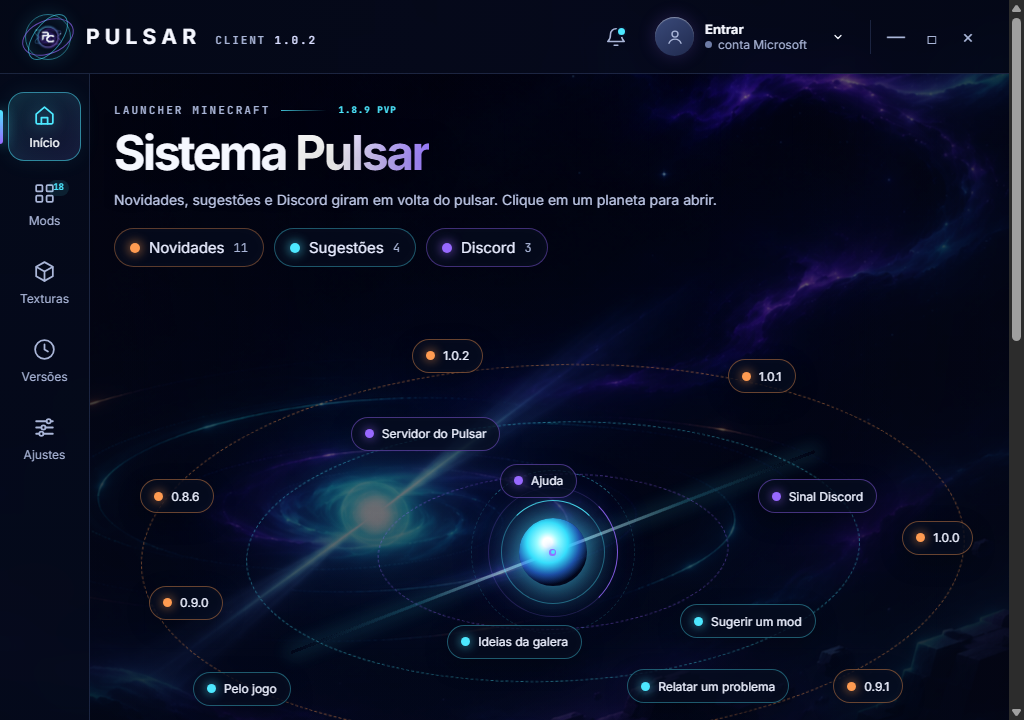 PC
PULSAR
CLIENT 1.0.2
Entrar
conta Microsoft
LAUNCHER MINECRAFT
1.8.9 PVP
Sistema Pulsar
Novidades, sugestões e Discord giram em volta do pulsar. Clique em um planeta para abrir.
Novidades 11
Sugestões 4
Discord 3
Início
18
Mods
Texturas
Versões
Ajustes
1.0.2
1.0.1
Servidor do Pulsar
Ajuda
0.8.6
Sinal Discord
1.0.0
0.9.0
Sugerir um mod
Ideias da galera
Pelo jogo
Relatar um problema
0.9.1